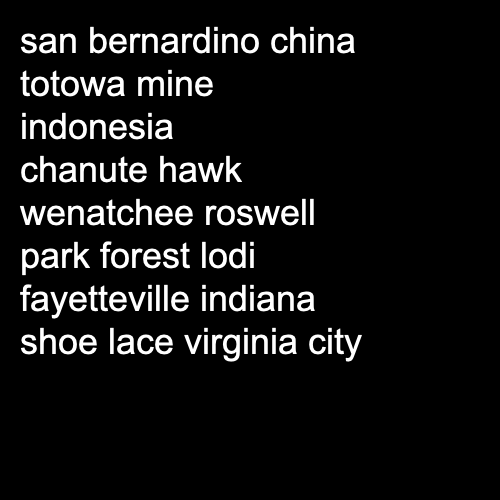 san bernardino china
totowa mine
indonesia
chanute hawk
wenatchee roswell
park forest lodi
fayetteville indiana
shoe lace virginia city